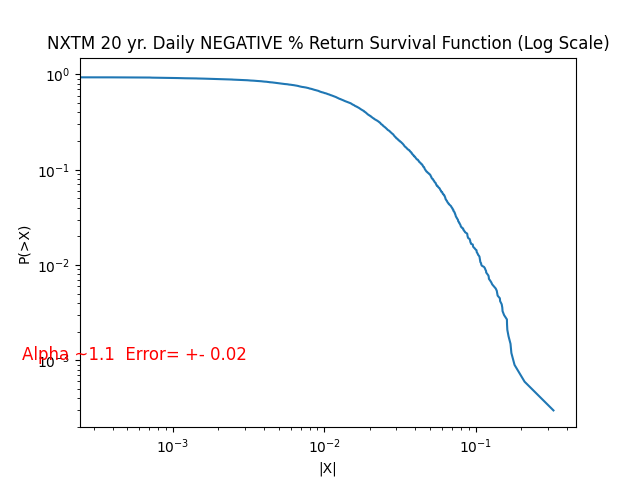 NXTM 20 yr. Daily NEGATIVE % Return Survival Function (Log Scale)
10⁰
10⁻¹
P(>X)
10⁻²
Alpha ~1.1  Error= +- 0.02
10⁻³
10⁻³ 10⁻² 10⁻¹
|X|